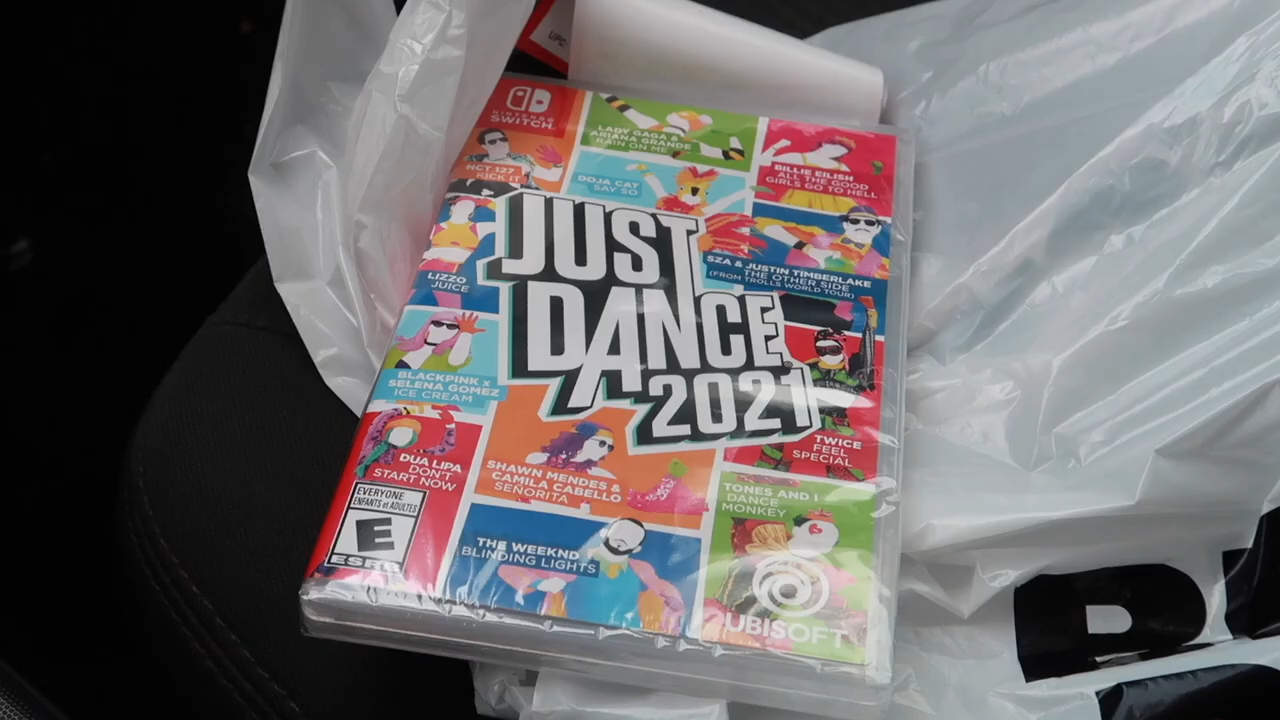 UPC:
NINTENDO
SWITCH
LADY GAGA &
ARIANA GRANDE
RAIN ON ME
BILLIE EILISH
ALL THE GOOD
GIRLS GO TO HELL
NCT 127
KICK IT
DOJA CAT
SAY SO
JUST
DANCE
2021
SZA & JUSTIN TIMBERLAKE
THE OTHER SIDE
(FROM TROLLS WORLD TOUR)
LIZZO
JUICE
BLACKPINK x
SELENA GOMEZ
ICE CREAM
TWICE
FEEL
SPECIAL
DUA LIPA
DON'T
START NOW
SHAWN MENDES &
CAMILA CABELLO
SEÑORITA
TONES AND I
DANCE
MONKEY
EVERYONE
ENFANTS et ADULTES
E
ESRB
THE WEEKND
BLINDING LIGHTS
UBISOFT